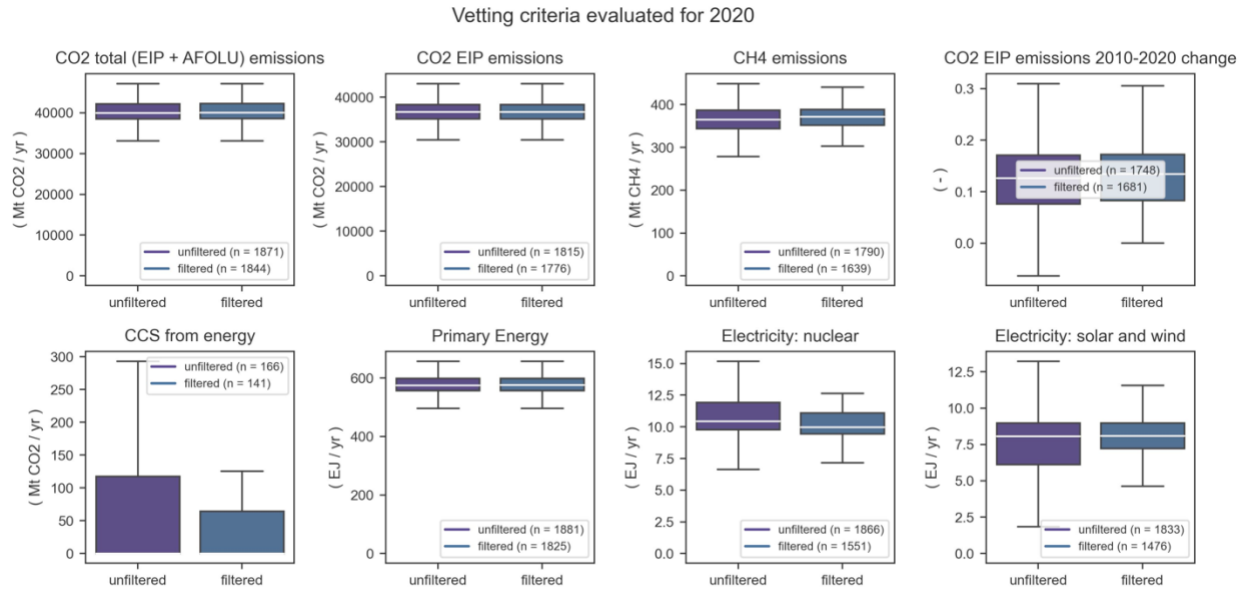 Vetting criteria evaluated for 2020
CO2 total (EIP + AFOLU) emissions
( Mt CO2 / yr )
40000
30000
20000
10000
0
unfiltered (n = 1871)
filtered (n = 1844)
unfiltered
filtered
CO2 EIP emissions
( Mt CO2 / yr )
40000
30000
20000
10000
0
unfiltered (n = 1815)
filtered (n = 1776)
unfiltered
filtered
CH4 emissions
( Mt CH4 / yr )
400
300
200
100
0
unfiltered (n = 1790)
filtered (n = 1639)
unfiltered
filtered
CO2 EIP emissions 2010-2020 change
( - )
0.3
0.2
0.1
0.0
unfiltered (n = 1748)
filtered (n = 1681)
unfiltered
filtered
CCS from energy
( Mt CO2 / yr )
300
250
200
150
100
50
0
unfiltered (n = 166)
filtered (n = 141)
unfiltered
filtered
Primary Energy
( EJ / yr )
600
400
200
0
unfiltered (n = 1881)
filtered (n = 1825)
unfiltered
filtered
Electricity: nuclear
( EJ / yr )
15.0
12.5
10.0
7.5
5.0
2.5
0.0
unfiltered (n = 1866)
filtered (n = 1551)
unfiltered
filtered
Electricity: solar and wind
( EJ / yr )
12.5
10.0
7.5
5.0
2.5
0.0
unfiltered (n = 1833)
filtered (n = 1476)
unfiltered
filtered